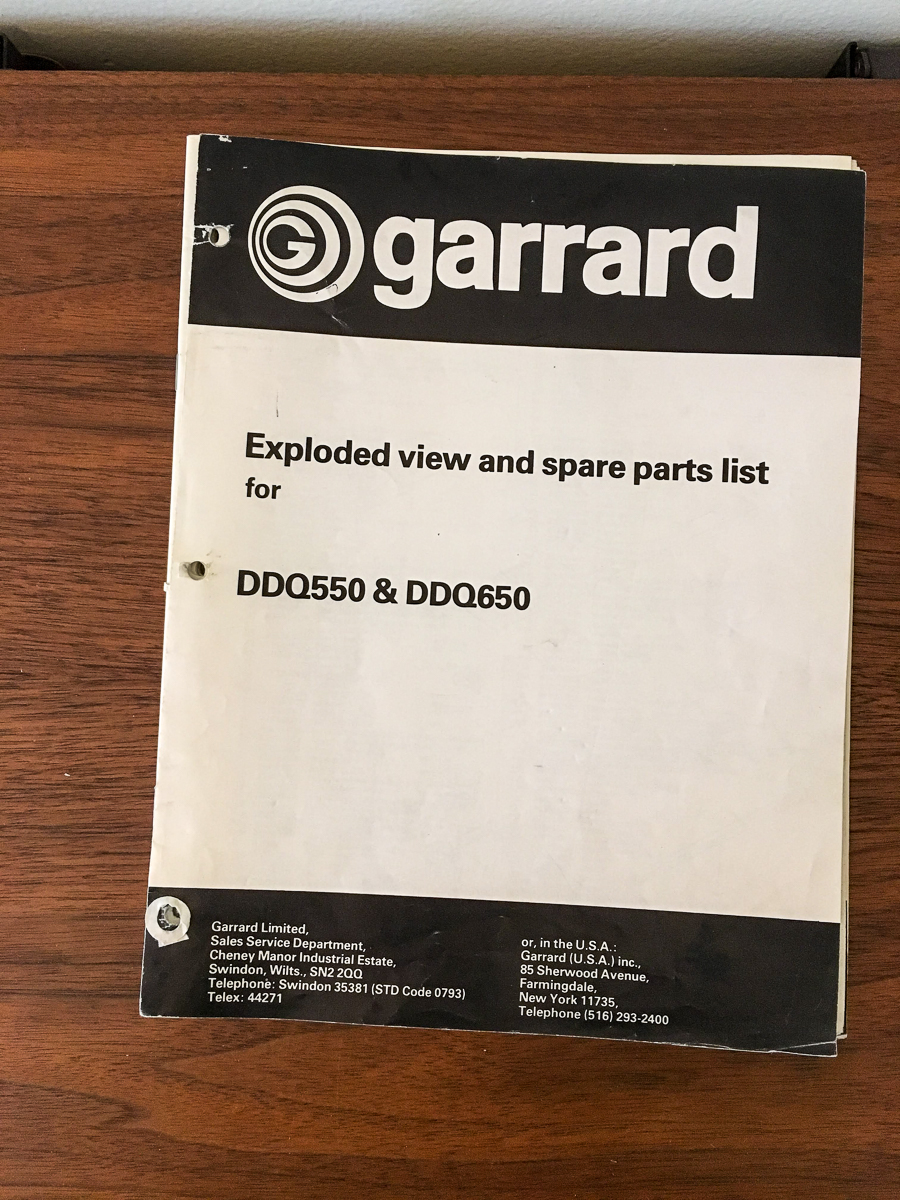 G garrard
Exploded view and spare parts list
for
DDQ550 & DDQ650
Garrard Limited,
Sales Service Department,
Cheney Manor Industrial Estate,
Swindon, Wilts., SN2 2QQ
Telephone: Swindon 35381 (STD Code 0793)
Telex: 44271
or, in the U.S.A.:
Garrard (U.S.A.) inc.,
85 Sherwood Avenue,
Farmingdale,
New York 11735,
Telephone (516) 293-2400